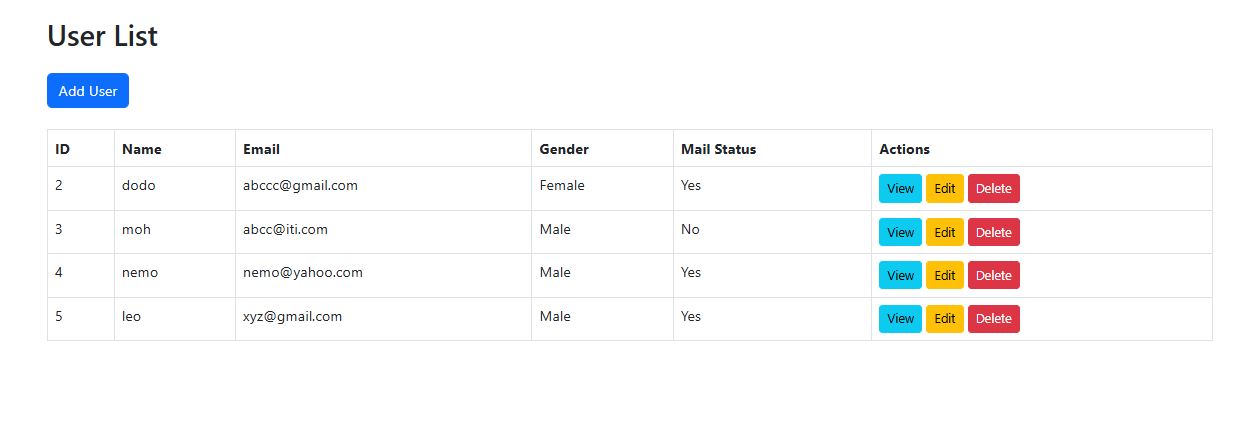 User List
Add User
ID Name Email Gender Mail Status Actions
2 dodo abccc@gmail.com Female Yes View Edit Delete
3 moh abcc@iti.com Male No View Edit Delete
4 nemo nemo@yahoo.com Male Yes View Edit Delete
5 leo xyz@gmail.com Male Yes View Edit Delete